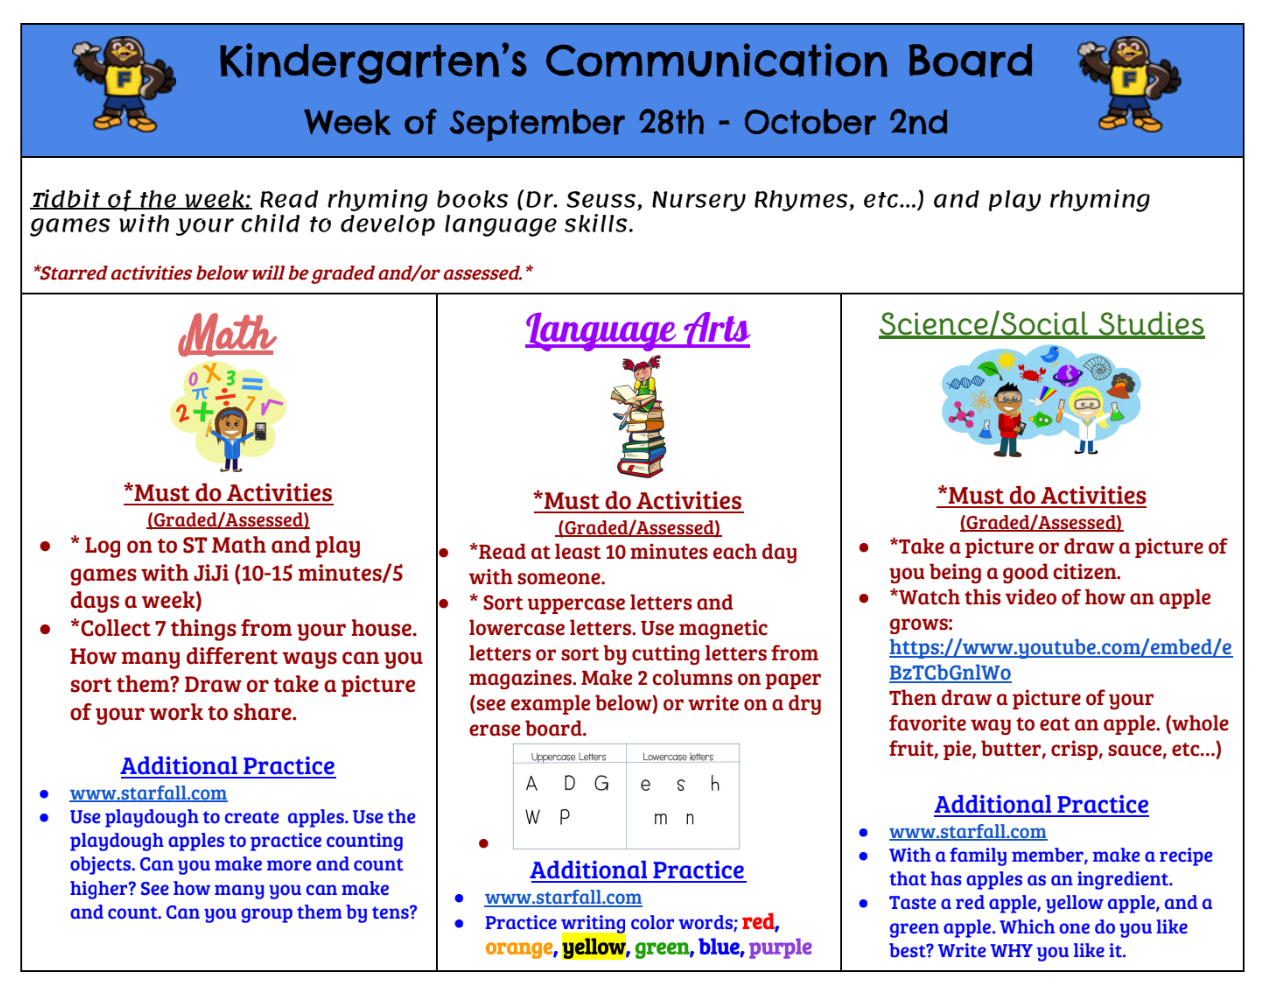 Kindergarten's Communication Board
Week of September 28th - October 2nd
Tidbit of the week: Read rhyming books (Dr. Seuss, Nursery Rhymes, etc...) and play rhyming
games with your child to develop language skills.
*Starred activities below will be graded and/or assessed.*
Math
0 X 3 =
π ÷ 7 √
2 +
*Must do Activities
(Graded/Assessed)
● * Log on to ST Math and play
games with JiJi (10-15 minutes/5
days a week)
● *Collect 7 things from your house.
How many different ways can you
sort them? Draw or take a picture
of your work to share.
Additional Practice
● www.starfall.com
● Use playdough to create apples. Use the
playdough apples to practice counting
objects. Can you make more and count
higher? See how many you can make
and count. Can you group them by tens?
Language Arts
*Must do Activities
(Graded/Assessed)
● *Read at least 10 minutes each day
with someone.
● * Sort uppercase letters and
lowercase letters. Use magnetic
letters or sort by cutting letters from
magazines. Make 2 columns on paper
(see example below) or write on a dry
erase board.
Uppercase Letters Lowercase letters
A D G e s h
W P m n
●
Additional Practice
● www.starfall.com
● Practice writing color words; red,
orange, yellow, green, blue, purple
Science/Social Studies
*Must do Activities
(Graded/Assessed)
● *Take a picture or draw a picture of
you being a good citizen.
● *Watch this video of how an apple
grows:
https://www.youtube.com/embed/e
BzTCbGnlWo
Then draw a picture of your
favorite way to eat an apple. (whole
fruit, pie, butter, crisp, sauce, etc...)
Additional Practice
● www.starfall.com
● With a family member, make a recipe
that has apples as an ingredient.
● Taste a red apple, yellow apple, and a
green apple. Which one do you like
best? Write WHY you like it.
F
F